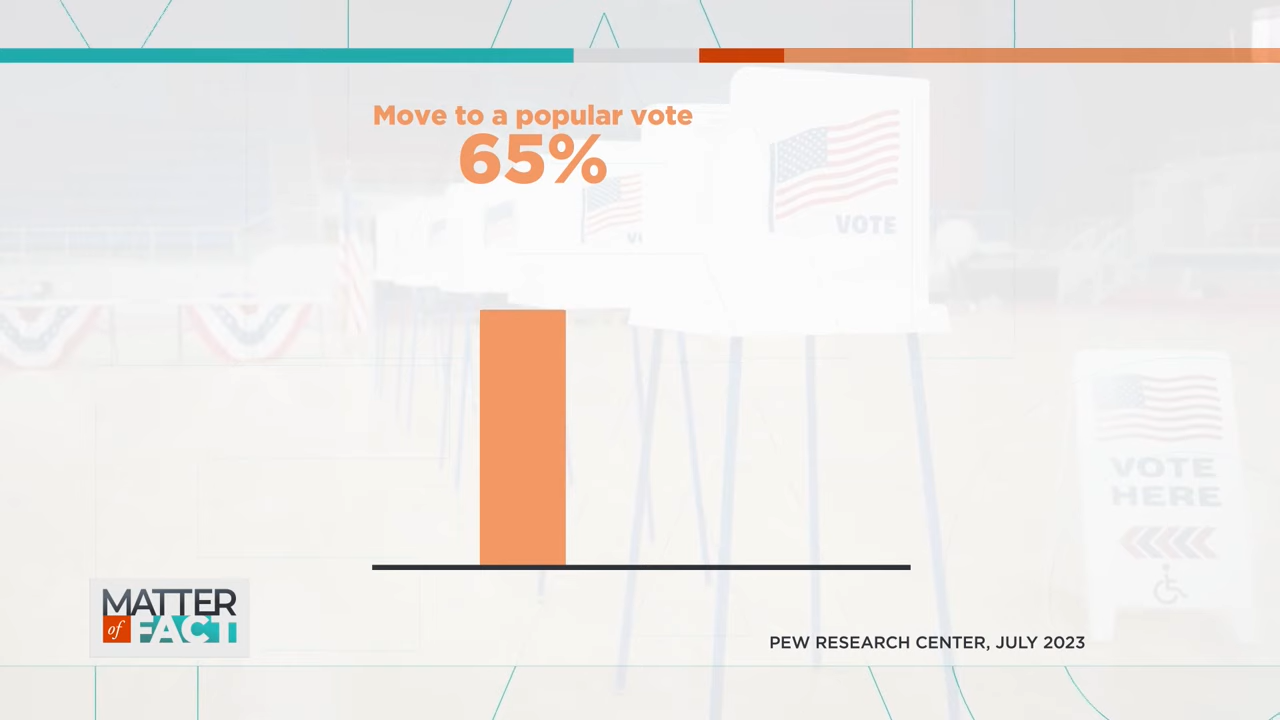 Move to a popular vote
65%
VOTE
VOTE
HERE
MATTER
of FACT
PEW RESEARCH CENTER, JULY 2023